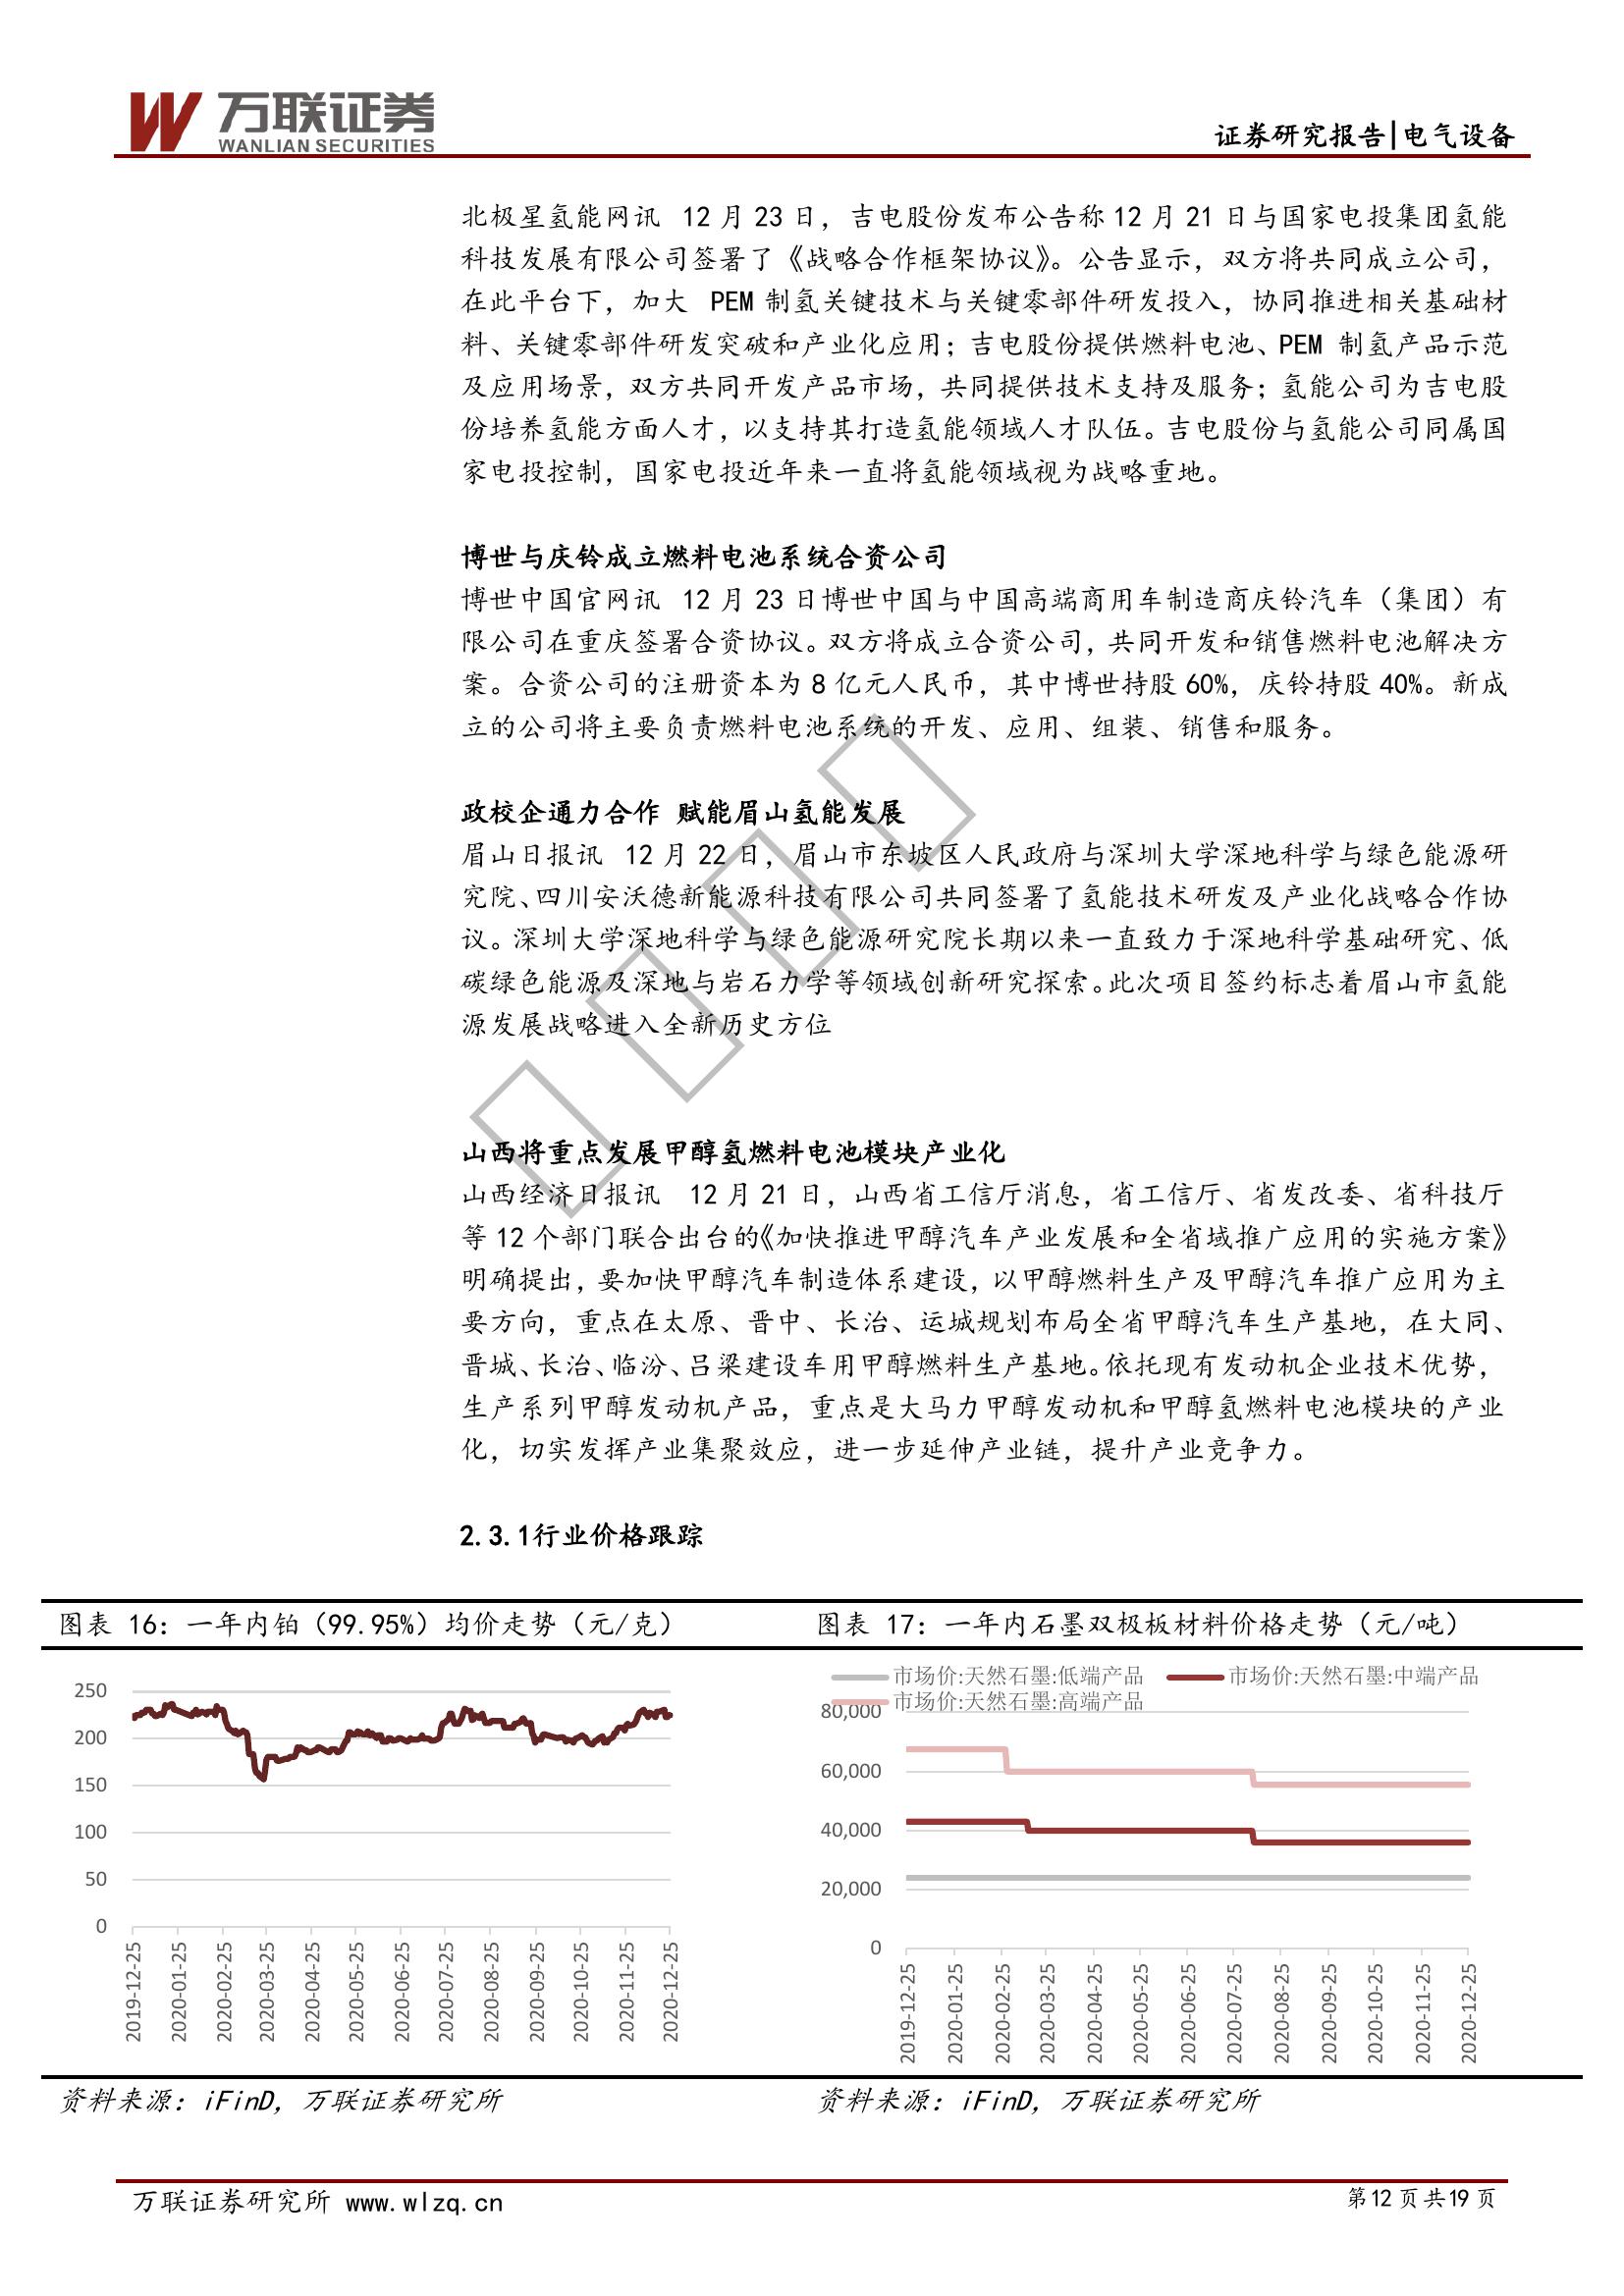 万联证券
WANLIAN SECURITIES
证券研究报告|电气设备
北极星氢能网讯 12 月 23 日，吉电股份发布公告称 12 月 21 日与国家电投集团氢能
科技发展有限公司签署了《战略合作框架协议》。公告显示，双方将共同成立公司，
在此平台下，加大 PEM 制氢关键技术与关键零部件研发投入，协同推进相关基础材
料、关键零部件研发突破和产业化应用；吉电股份提供燃料电池、PEM 制氢产品示范
及应用场景，双方共同开发产品市场，共同提供技术支持及服务；氢能公司为吉电股
份培养氢能方面人才，以支持其打造氢能领域人才队伍。吉电股份与氢能公司同属国
家电投控制，国家电投近年来一直将氢能领域视为战略重地。
博世与庆铃成立燃料电池系统合资公司
博世中国官网讯 12 月 23 日博世中国与中国高端商用车制造商庆铃汽车（集团）有
限公司在重庆签署合资协议。双方将成立合资公司，共同开发和销售燃料电池解决方
案。合资公司的注册资本为 8 亿元人民币，其中博世持股 60%，庆铃持股 40%。新成
立的公司将主要负责燃料电池系统的开发、应用、组装、销售和服务。
政校企通力合作 赋能眉山氢能发展
眉山日报讯 12 月 22 日，眉山市东坡区人民政府与深圳大学深地科学与绿色能源研
究院、四川安沃德新能源科技有限公司共同签署了氢能技术研发及产业化战略合作协
议。深圳大学深地科学与绿色能源研究院长期以来一直致力于深地科学基础研究、低
碳绿色能源及深地与岩石力学等领域创新研究探索。此次项目签约标志着眉山市氢能
源发展战略进入全新历史方位
山西将重点发展甲醇氢燃料电池模块产业化
山西经济日报讯 12 月 21 日，山西省工信厅消息，省工信厅、省发改委、省科技厅
等 12 个部门联合出台的《加快推进甲醇汽车产业发展和全省域推广应用的实施方案》
明确提出，要加快甲醇汽车制造体系建设，以甲醇燃料生产及甲醇汽车推广应用为主
要方向，重点在太原、晋中、长治、运城规划布局全省甲醇汽车生产基地，在大同、
晋城、长治、临汾、吕梁建设车用甲醇燃料生产基地。依托现有发动机企业技术优势，
生产系列甲醇发动机产品，重点是大马力甲醇发动机和甲醇氢燃料电池模块的产业
化，切实发挥产业集聚效应，进一步延伸产业链，提升产业竞争力。
2.3.1行业价格跟踪
图表 16：一年内铂（99.95%）均价走势（元/克）
250
200
150
100
50
0
2019-12-25
2020-01-25
2020-02-25
2020-03-25
2020-04-25
2020-05-25
2020-06-25
2020-07-25
2020-08-25
2020-09-25
2020-10-25
2020-11-25
2020-12-25
资料来源：iFinD，万联证券研究所
图表 17：一年内石墨双极板材料价格走势（元/吨）
市场价:天然石墨:低端产品
市场价:天然石墨:中端产品
市场价:天然石墨:高端产品
80,000
60,000
40,000
20,000
0
2019-12-25
2020-01-25
2020-02-25
2020-03-25
2020-04-25
2020-05-25
2020-06-25
2020-07-25
2020-08-25
2020-09-25
2020-10-25
2020-11-25
2020-12-25
资料来源：iFinD，万联证券研究所
万联证券研究所 www.wlzq.cn
第 12 页 共 19 页